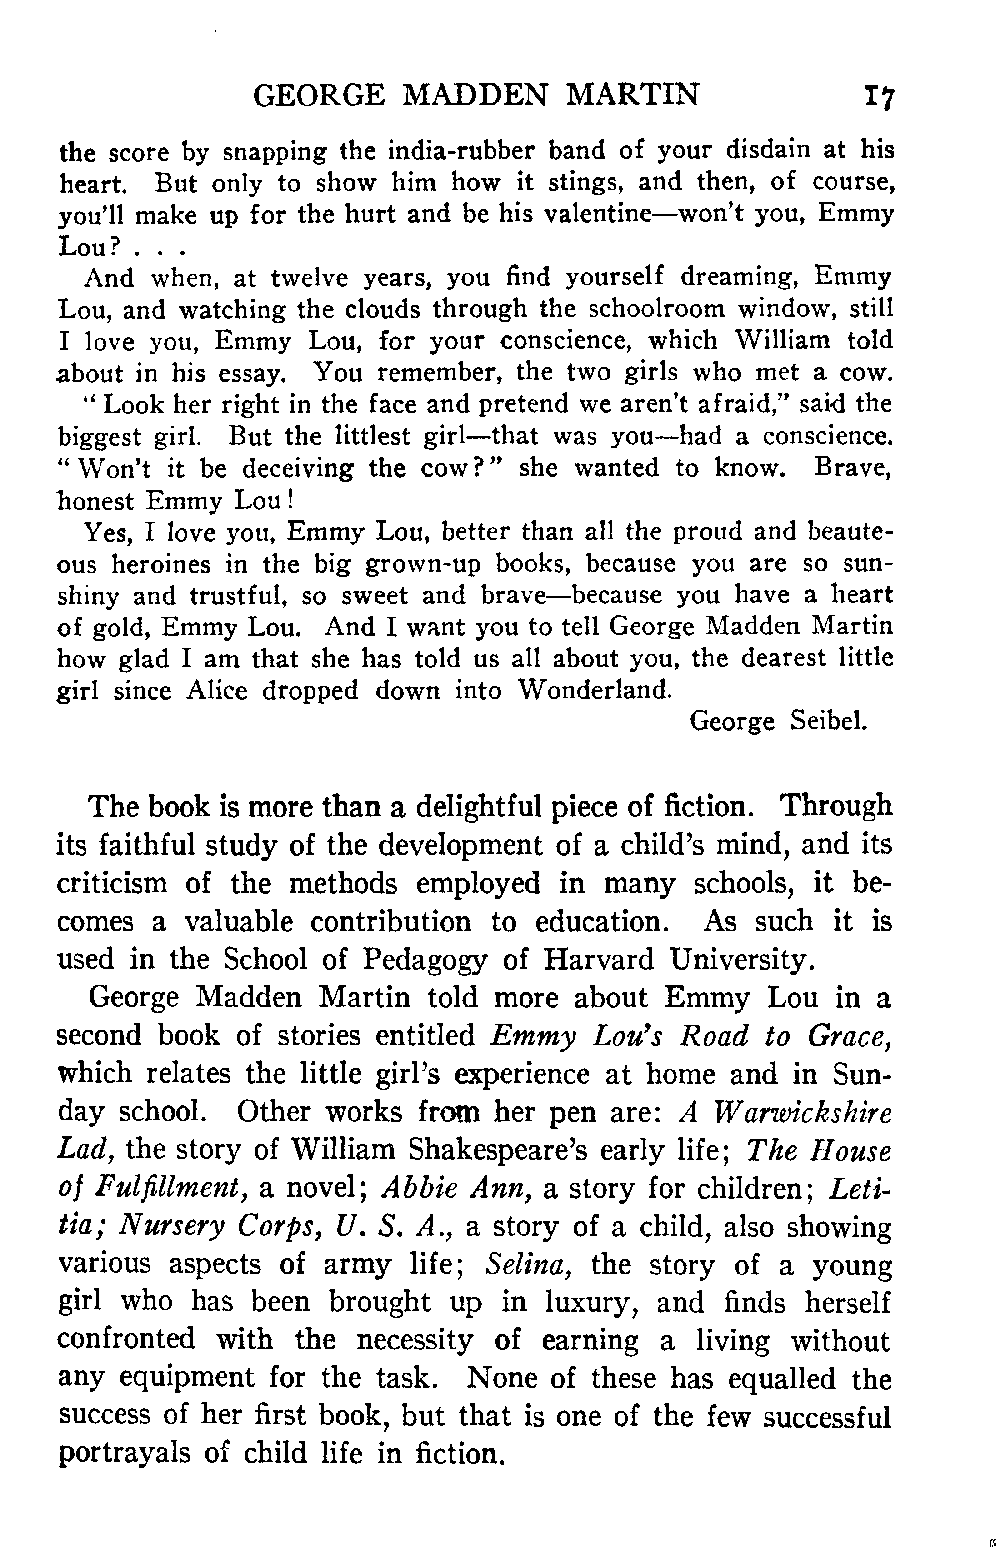 GEORGE MADDEN MARTIN 17
the score by snapping the india-rubber band of your disdain at his
heart. But only to show him how it stings, and then, of course,
you'll make up for the hurt and be his valentine—won't you, Emmy
Lou? . . .
And when, at twelve years, you find yourself dreaming, Emmy
Lou, and watching the clouds through the schoolroom window, still
I love you, Emmy Lou, for your conscience, which William told
about in his essay. You remember, the two girls who met a cow.
“Look her right in the face and pretend we aren't afraid,” said the
biggest girl. But the littlest girl—that was you—had a conscience.
“Won't it be deceiving the cow?” she wanted to know. Brave,
honest Emmy Lou!
Yes, I love you, Emmy Lou, better than all the proud and beaute-
ous heroines in the big grown-up books, because you are so sun-
shiny and trustful, so sweet and brave—because you have a heart
of gold, Emmy Lou. And I want you to tell George Madden Martin
how glad I am that she has told us all about you, the dearest little
girl since Alice dropped down into Wonderland.
George Seibel.
The book is more than a delightful piece of fiction. Through
its faithful study of the development of a child's mind, and its
criticism of the methods employed in many schools, it be-
comes a valuable contribution to education. As such it is
used in the School of Pedagogy of Harvard University.
George Madden Martin told more about Emmy Lou in a
second book of stories entitled Emmy Lou's Road to Grace,
which relates the little girl's experience at home and in Sun-
day school. Other works from her pen are: A Warwickshire
Lad, the story of William Shakespeare's early life; The House
of Fulfillment, a novel; Abbie Ann, a story for children; Leti-
tia; Nursery Corps, U. S. A., a story of a child, also showing
various aspects of army life; Selina, the story of a young
girl who has been brought up in luxury, and finds herself
confronted with the necessity of earning a living without
any equipment for the task. None of these has equalled the
success of her first book, but that is one of the few successful
portrayals of child life in fiction.